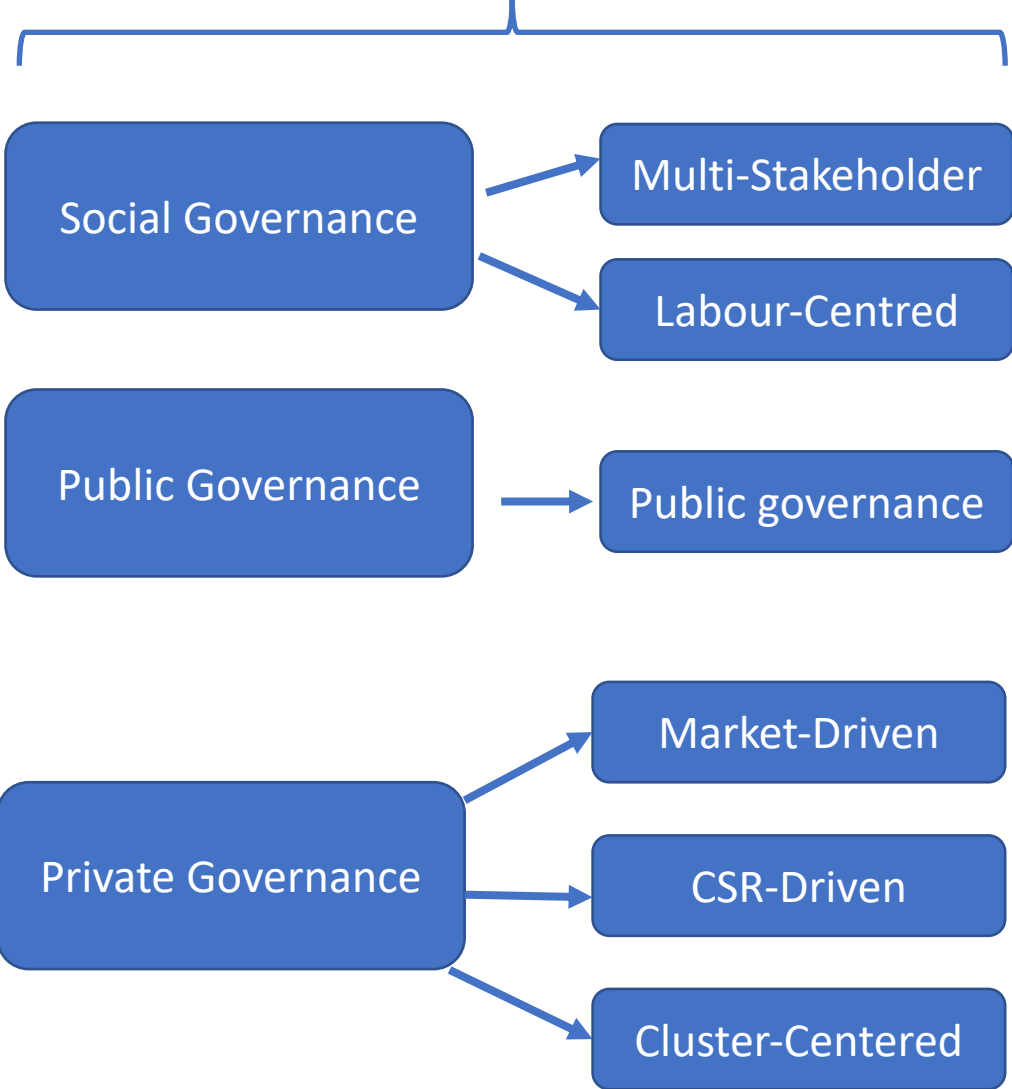 Social Governance
Multi-Stakeholder
Labour-Centred
Public Governance
Public governance
Private Governance
Market-Driven
CSR-Driven
Cluster-Centered